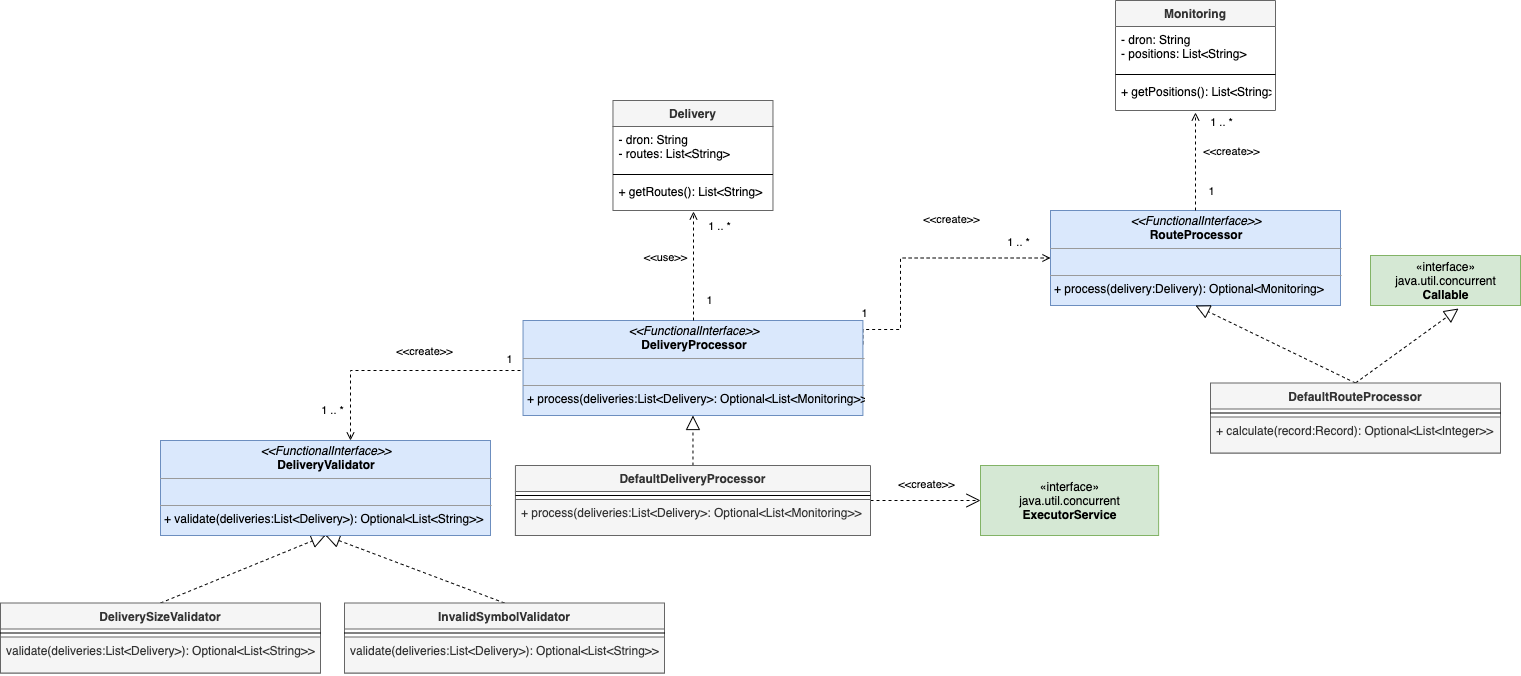 Monitoring
- dron: String
- positions: List<String>
+ getPositions(): List<String>
1 .. *
<<create>>
1
Delivery
- dron: String
- routes: List<String>
+ getRoutes(): List<String>
1 .. *
<<use>>
1
<<create>>
1 .. *
1
<<FunctionalInterface>>
RouteProcessor
+ process(delivery:Delivery): Optional<Monitoring>
«interface»
java.util.concurrent
Callable
<<FunctionalInterface>>
DeliveryProcessor
+ process(deliveries:List<Delivery>: Optional<List<Monitoring>>
<<create>>
1
1 .. *
DefaultRouteProcessor
+ calculate(record:Record): Optional<List<Integer>>
<<FunctionalInterface>>
DeliveryValidator
+ validate(deliveries:List<Delivery>): Optional<List<String>>
DefaultDeliveryProcessor
+ process(deliveries:List<Delivery>: Optional<List<Monitoring>>
<<create>>
«interface»
java.util.concurrent
ExecutorService
DeliverySizeValidator
validate(deliveries:List<Delivery>): Optional<List<String>>
InvalidSymbolValidator
validate(deliveries:List<Delivery>): Optional<List<String>>